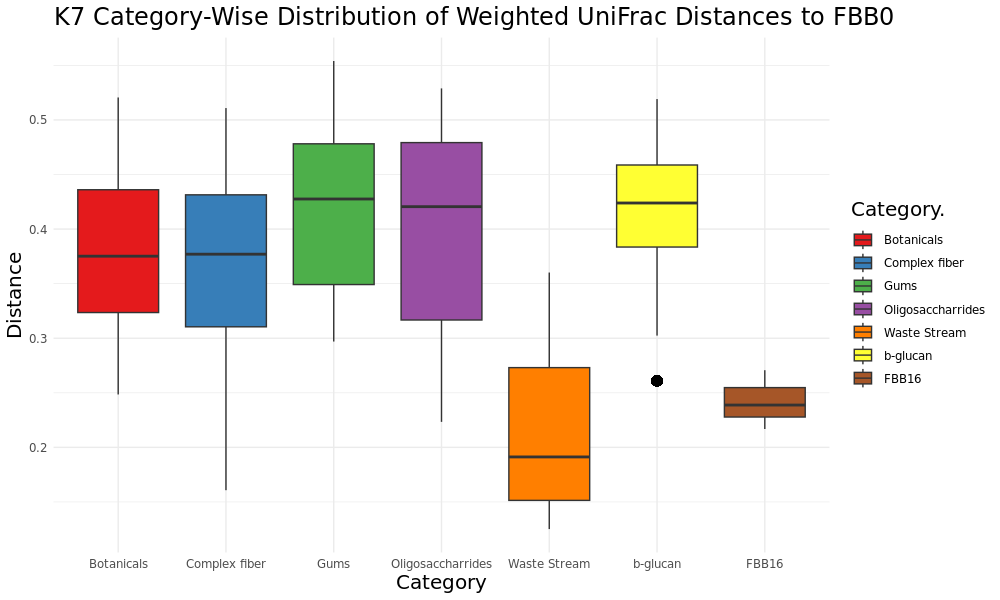 K7 Category-Wise Distribution of Weighted UniFrac Distances to FBB0
Distance
0.5
0.4
0.3
0.2
Botanicals
Complex fiber
Gums
Oligosaccharrides
Waste Stream
b-glucan
FBB16
Category
Category.
Botanicals
Complex fiber
Gums
Oligosaccharrides
Waste Stream
b-glucan
FBB16